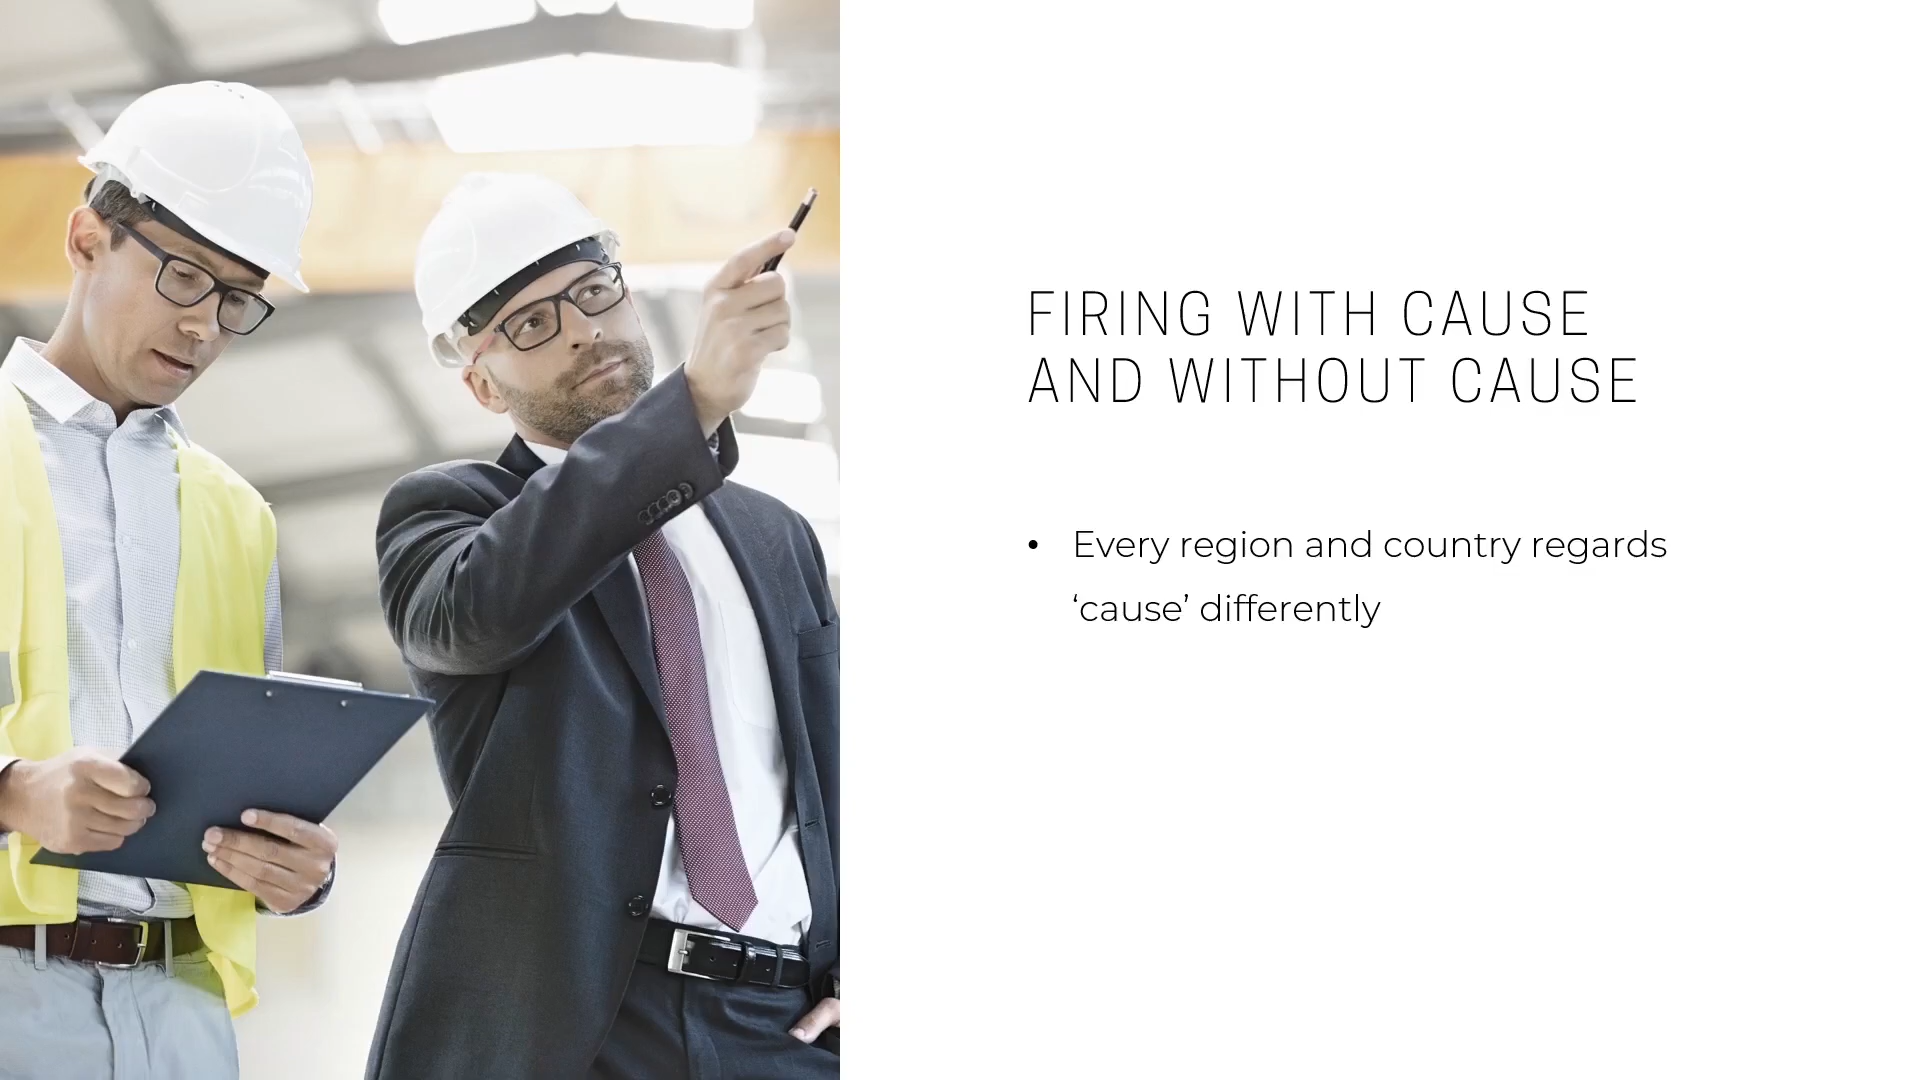 FIRING WITH CAUSE
AND WITHOUT CAUSE
• Every region and country regards
‘cause’ differently